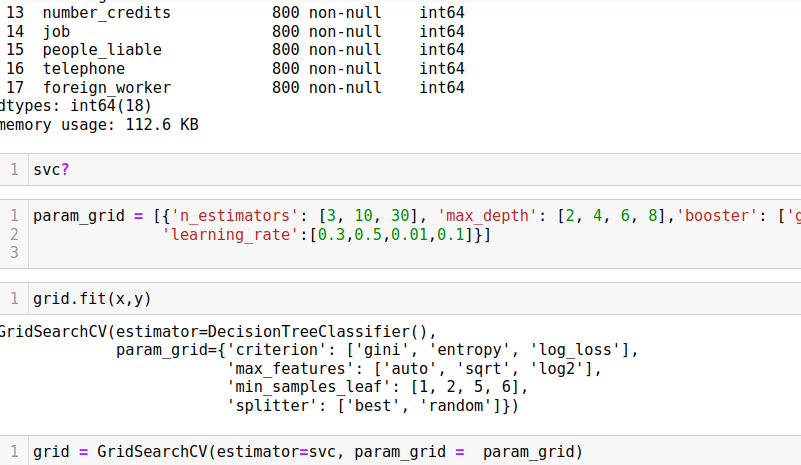 13  number_credits           800 non-null    int64
14  job                      800 non-null    int64
15  people_liable            800 non-null    int64
16  telephone                800 non-null    int64
17  foreign_worker           800 non-null    int64
dtypes: int64(18)
memory usage: 112.6 KB
1 svc?
1 param_grid = [{'n_estimators': [3, 10, 30], 'max_depth': [2, 4, 6, 8],'booster': ['g
2               'learning_rate':[0.3,0.5,0.01,0.1]}]
3
1 grid.fit(x,y)
GridSearchCV(estimator=DecisionTreeClassifier(),
             param_grid={'criterion': ['gini', 'entropy', 'log_loss'],
                         'max_features': ['auto', 'sqrt', 'log2'],
                         'min_samples_leaf': [1, 2, 5, 6],
                         'splitter': ['best', 'random']})
1 grid = GridSearchCV(estimator=svc, param_grid =  param_grid)